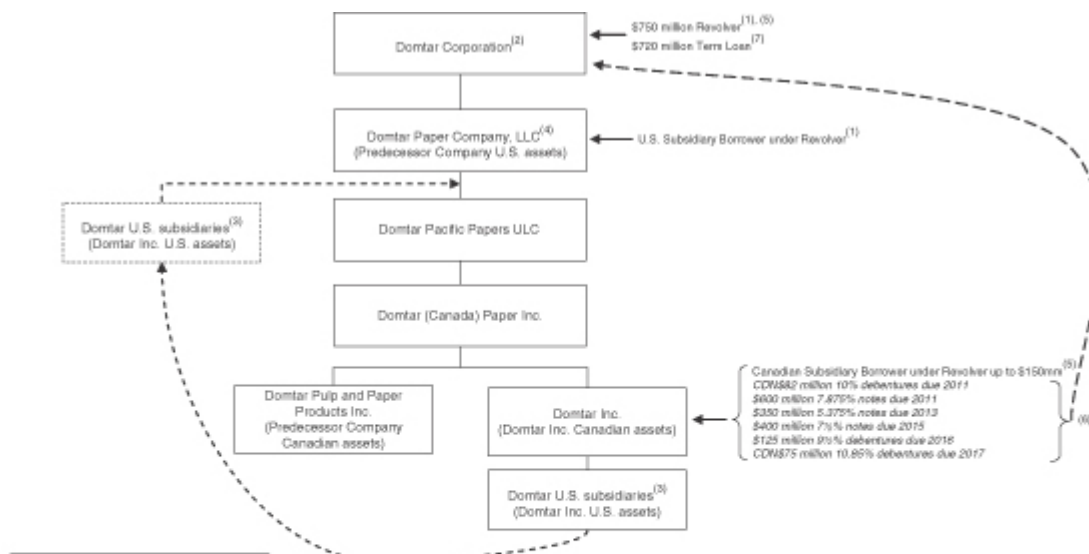 Domtar Corporation(2)
$750 million Revolver(1), (5)
$720 million Term Loan(7)
Domtar Paper Company, LLC(4)
(Predecessor Company U.S. assets)
U.S. Subsidiary Borrower under Revolver(1)
Domtar U.S. subsidiaries(3)
(Domtar Inc. U.S. assets)
Domtar Pacific Papers ULC
Domtar (Canada) Paper Inc.
Domtar Pulp and Paper
Products Inc.
(Predecessor Company
Canadian assets)
Domtar Inc.
(Domtar Inc. Canadian assets)
Canadian Subsidiary Borrower under Revolver up to $150mm(5)
CDN$82 million 10% debentures due 2011
$600 million 7.875% notes due 2011
$350 million 5.375% notes due 2013
$400 million 7⅛% notes due 2015
$125 million 9½% debentures due 2016
CDN$75 million 10.85% debentures due 2017
(6)
Domtar U.S. subsidiaries(3)
(Domtar Inc. U.S. assets)